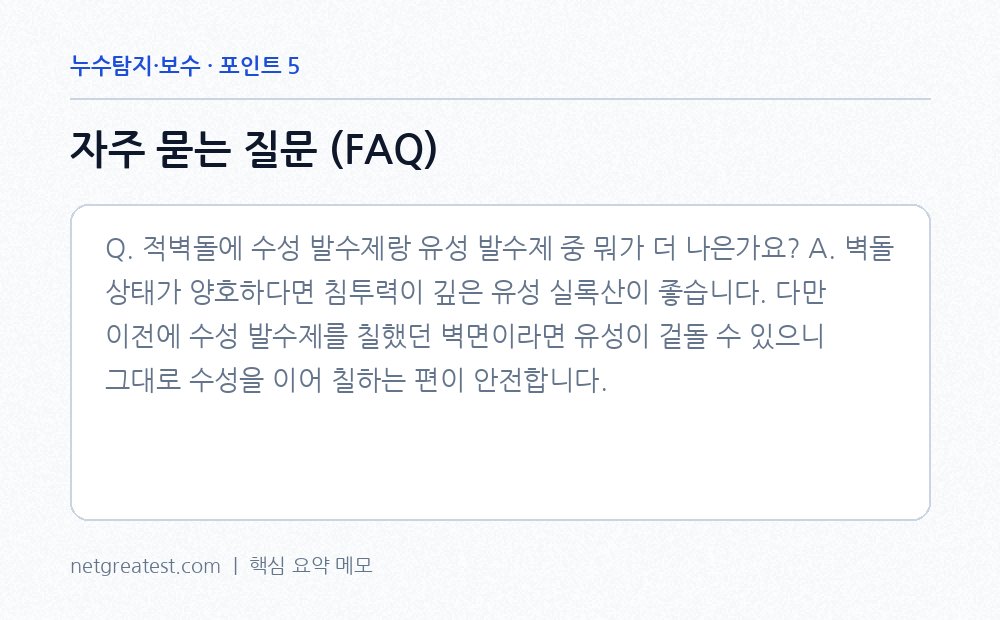 누수탐지·보수 · 포인트 5
자주 묻는 질문 (FAQ)
Q. 적벽돌에 수성 발수제랑 유성 발수제 중 뭐가 더 나은가요? A. 벽돌
상태가 양호하다면 침투력이 깊은 유성 실록산이 좋습니다. 다만
이전에 수성 발수제를 칠했던 벽면이라면 유성이 겉돌 수 있으니
그대로 수성을 이어 칠하는 편이 안전합니다.
netgreatest.com | 핵심 요약 메모